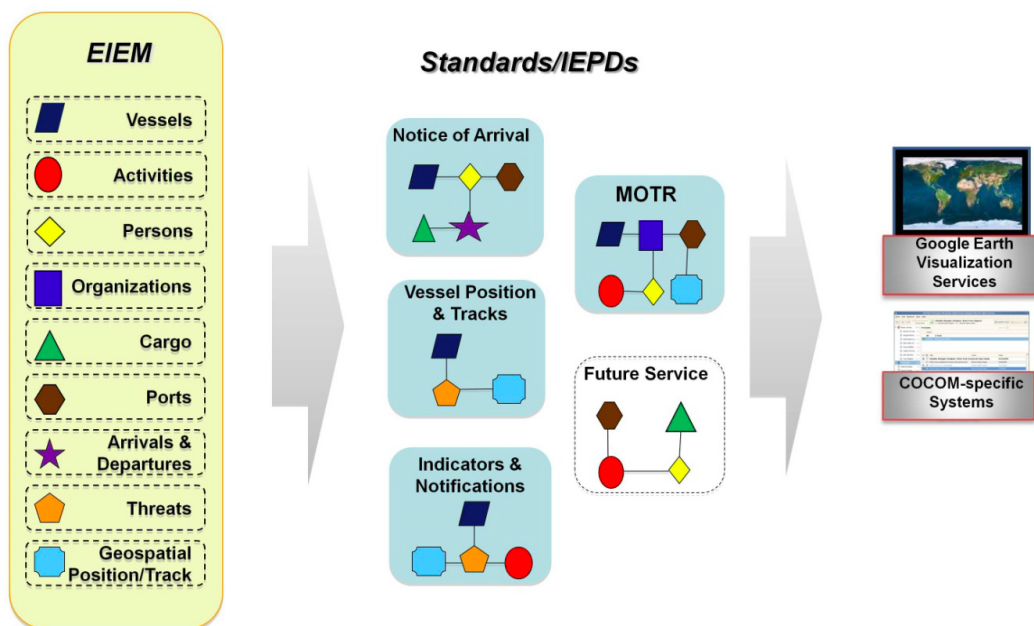 EIEM
Vessels
Activities
Persons
Organizations
Cargo
Ports
Arrivals &
Departures
Threats
Geospatial
Position/Track
Standards/IEPDs
Notice of Arrival
Vessel Position
& Tracks
Indicators &
Notifications
MOTR
Future Service
Google Earth
Visualization
Services
COCOM-specific
Systems